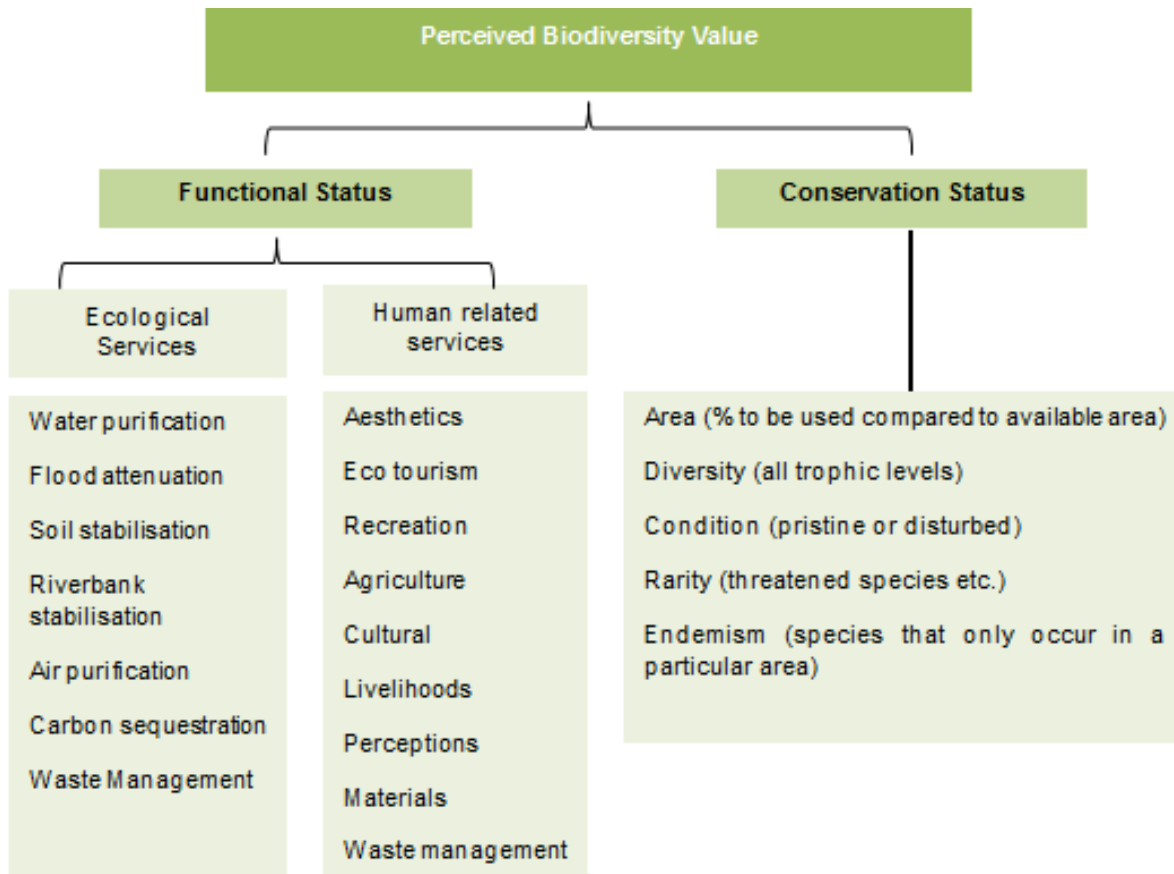 Perceived Biodiversity Value
Functional Status
Conservation Status
Ecological
Services
Human related
services
Water purification
Flood attenuation
Soil stabilisation
Riverbank
stabilisation
Air purification
Carbon sequestration
Waste Management
Aesthetics
Eco tourism
Recreation
Agriculture
Cultural
Livelihoods
Perceptions
Materials
Waste management
Area (% to be used compared to available area)
Diversity (all trophic levels)
Condition (pristine or disturbed)
Rarity (threatened species etc.)
Endemism (species that only occur in a
particular area)